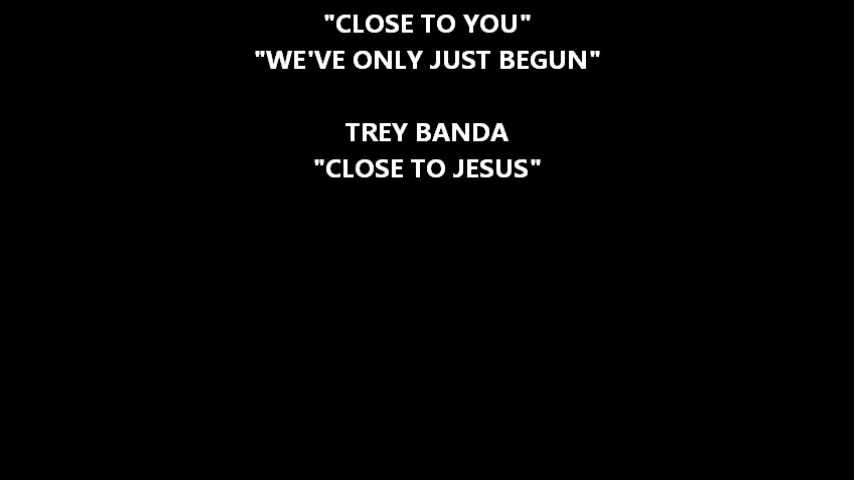 "CLOSE TO YOU"
"WE'VE ONLY JUST BEGUN"
TREY BANDA
"CLOSE TO JESUS"